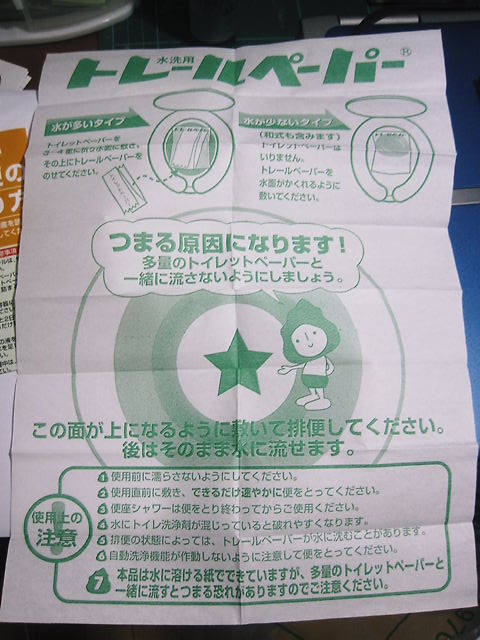 水洗用
トレールペーパー®
水が多いタイプ
トイレットペーパーを
3〜4重に折り水面に敷き、
その上にトレールペーパーを
のせてください。
水が少ないタイプ
(和式も含みます)
トイレットペーパーは
いりません。
トレールペーパーを
水面がかくれるように
敷いてください。
つまる原因になります!
多量のトイレットペーパーと
一緒に流さないようにしましょう。
この面が上になるように敷いて排便してください。
後はそのまま水に流せます。
使用上の
注意
1 使用前に濡らさないようにしてください。
2 使用直前に敷き、できるだけ速やかに便をとってください。
3 便座シャワーは便をとり終わってからご使用ください。
4 水にトイレ洗浄剤が混じっていると破れやすくなります。
5 排便の状態によっては、トレールペーパーが水に沈むことがあります。
6 自動洗浄機能が作動しないように注意して便をとってください。
7 本品は水に溶ける紙でできていますが、多量のトイレットペーパーと
一緒に流すとつまる恐れがありますのでご注意ください。